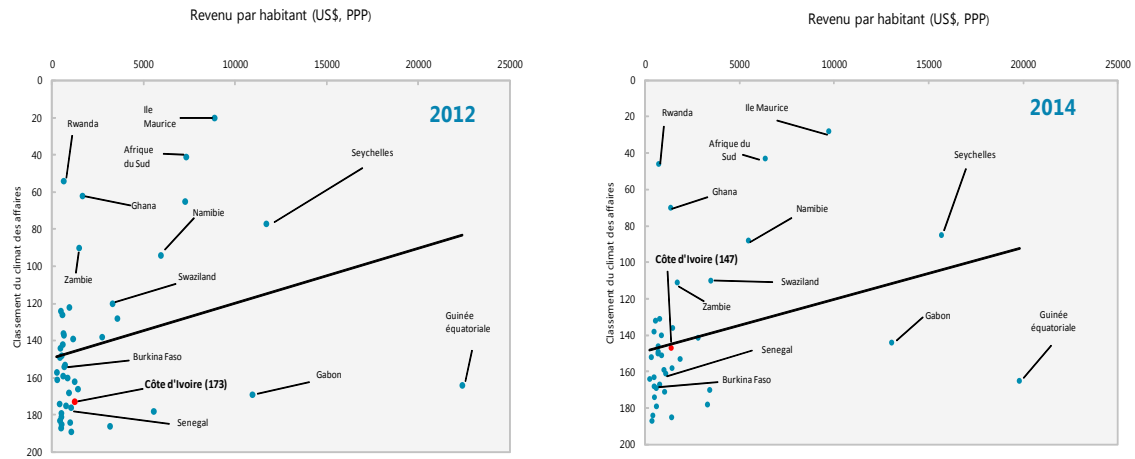 Revenu par habitant (US$, PPP)
0 5000 10000 15000 20000 25000
Classement du climat des affaires
0
20
40
60
80
100
120
140
160
180
200
2012
Ile
Maurice
Rwanda
Afrique
du Sud
Seychelles
Ghana
Namibie
Zambie
Swaziland
Guinée
équatoriale
Burkina Faso
Gabon
Côte d'Ivoire (173)
Senegal
Revenu par habitant (US$, PPP)
0 5000 10000 15000 20000 25000
Classement du climat des affaires
0
20
40
60
80
100
120
140
160
180
200
2014
Ile Maurice
Rwanda
Afrique du
Sud
Seychelles
Ghana
Namibie
Côte d'Ivoire (147)
Swaziland
Zambie
Gabon
Guinée
équatoriale
Senegal
Burkina Faso